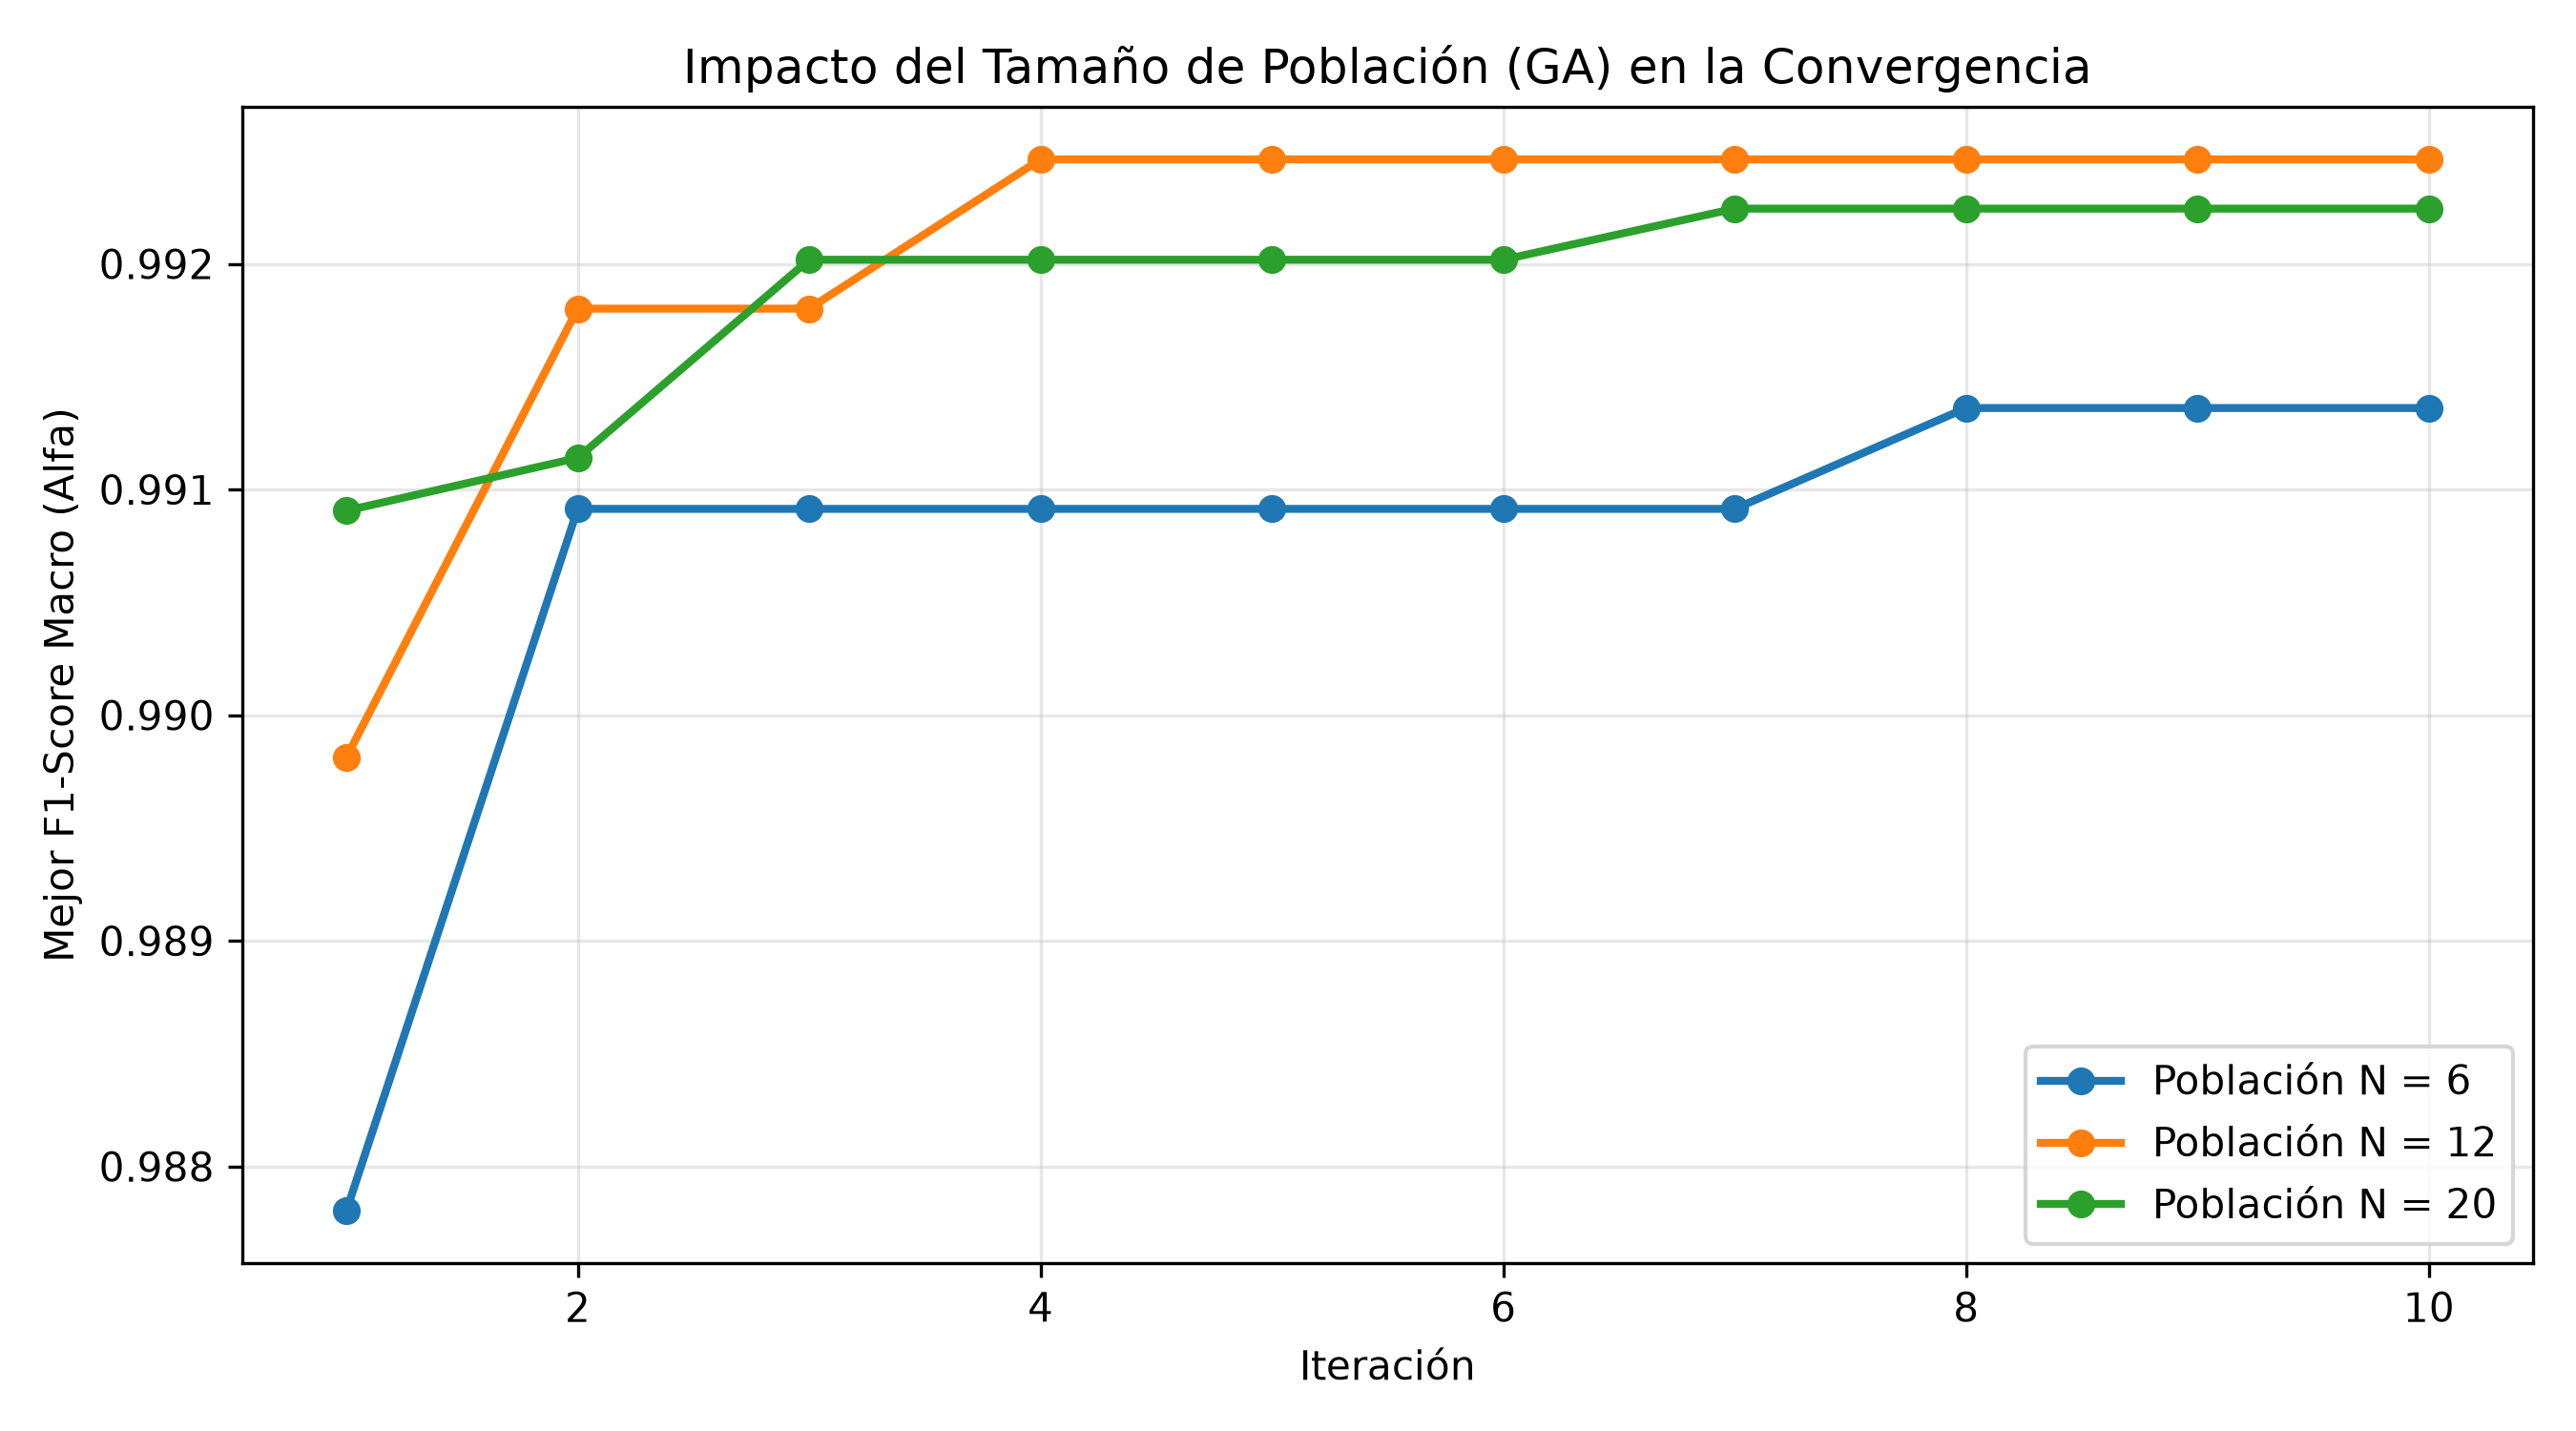 Impacto del Tamaño de Población (GA) en la Convergencia
Mejor F1-Score Macro (Alfa)
0.992
0.991
0.990
0.989
0.988
Población N = 6
Población N = 12
Población N = 20
2
4
6
8
10
Iteración